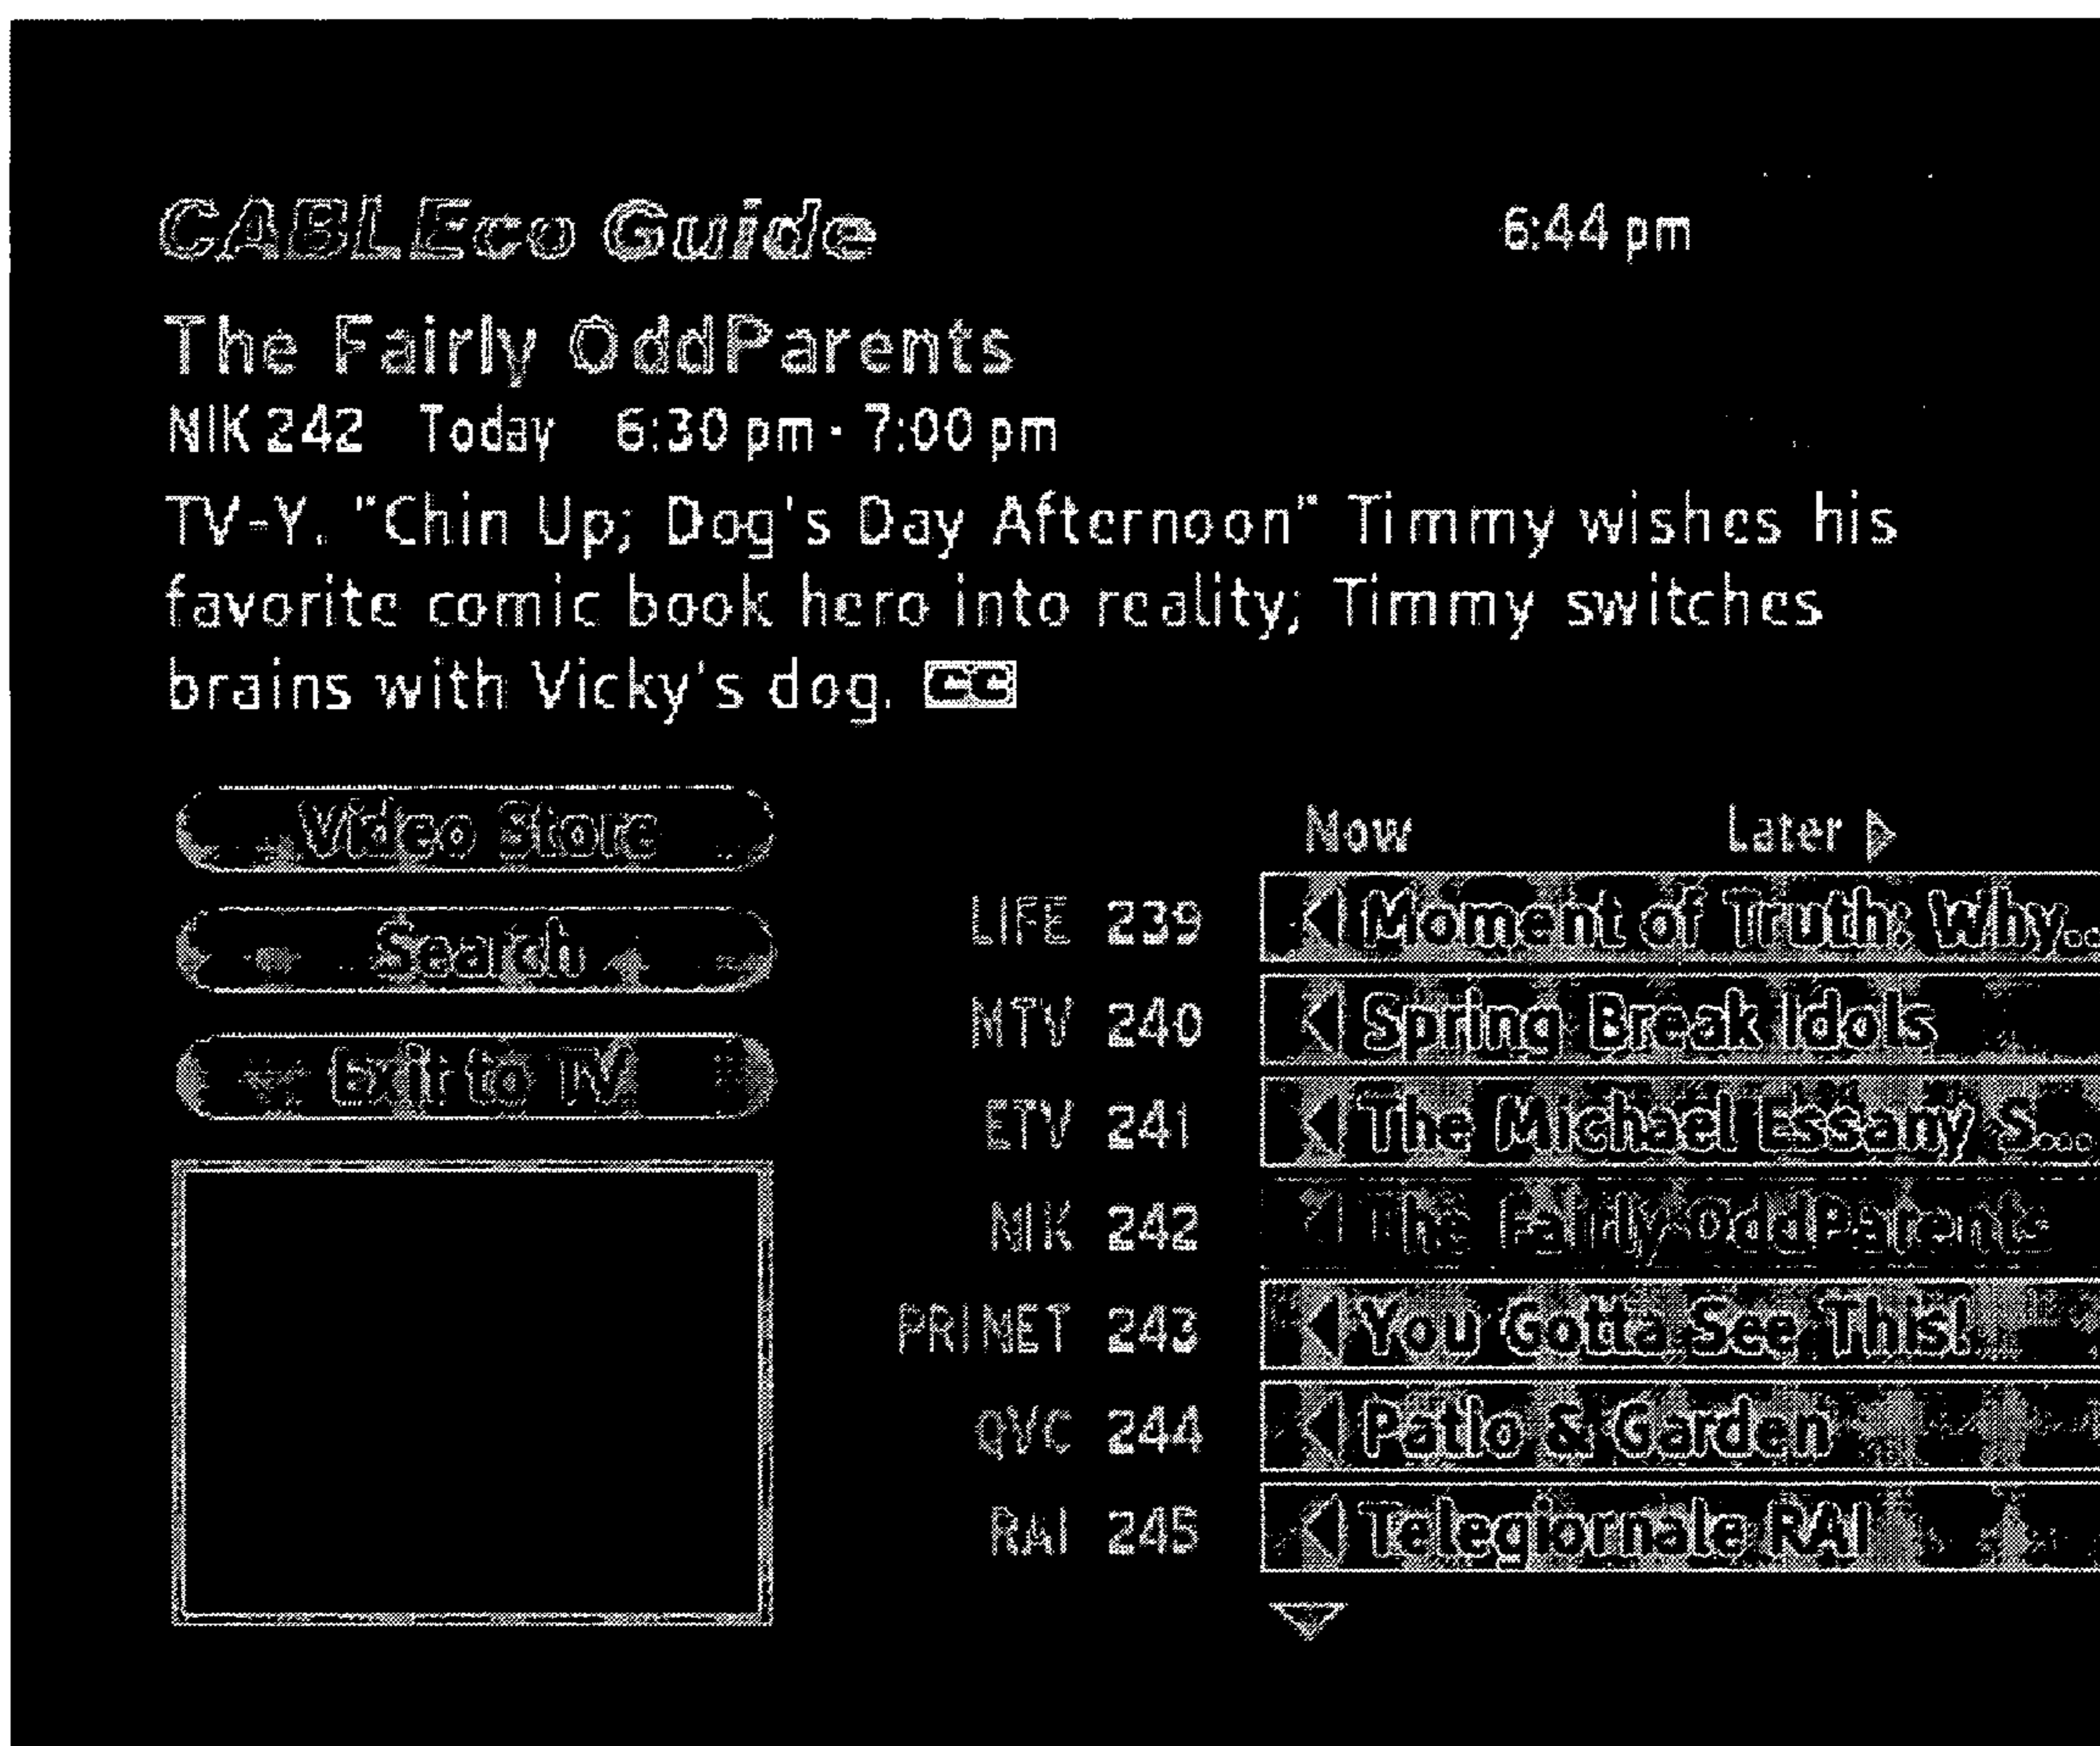 CABLEco Guide 6:44 pm
The Fairly OddParents
NIK 242 Today 6:30 pm - 7:00 pm
TV-Y. "Chin Up; Dog's Day Afternoon" Timmy wishes his
favorite comic book hero into reality; Timmy switches
brains with Vicky's dog. CC
Video Store
Search
Exit to TV
Now Later
LIFE 239 Moment of Truth: Why...
MTV 240 Spring Break Idols
ETV 241 The Michael Essany S...
NIK 242 The Fairly OddParents
PRINET 243 You Gotta See This!
QVC 244 Patio & Garden
RAI 245 Telegiornale RAI